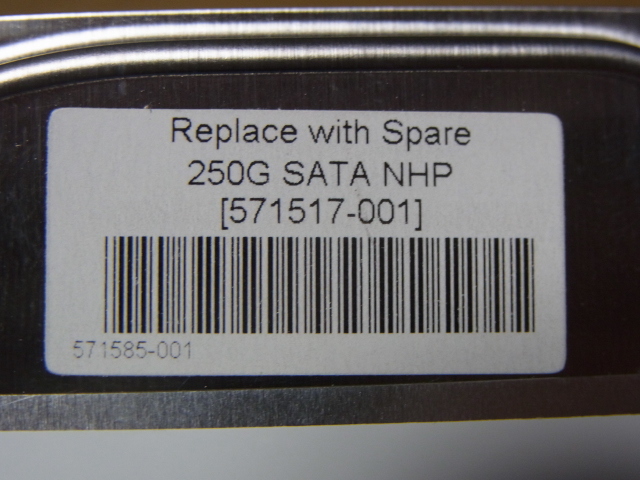 Replace with Spare
250G SATA NHP
[571517-001]
571585-001